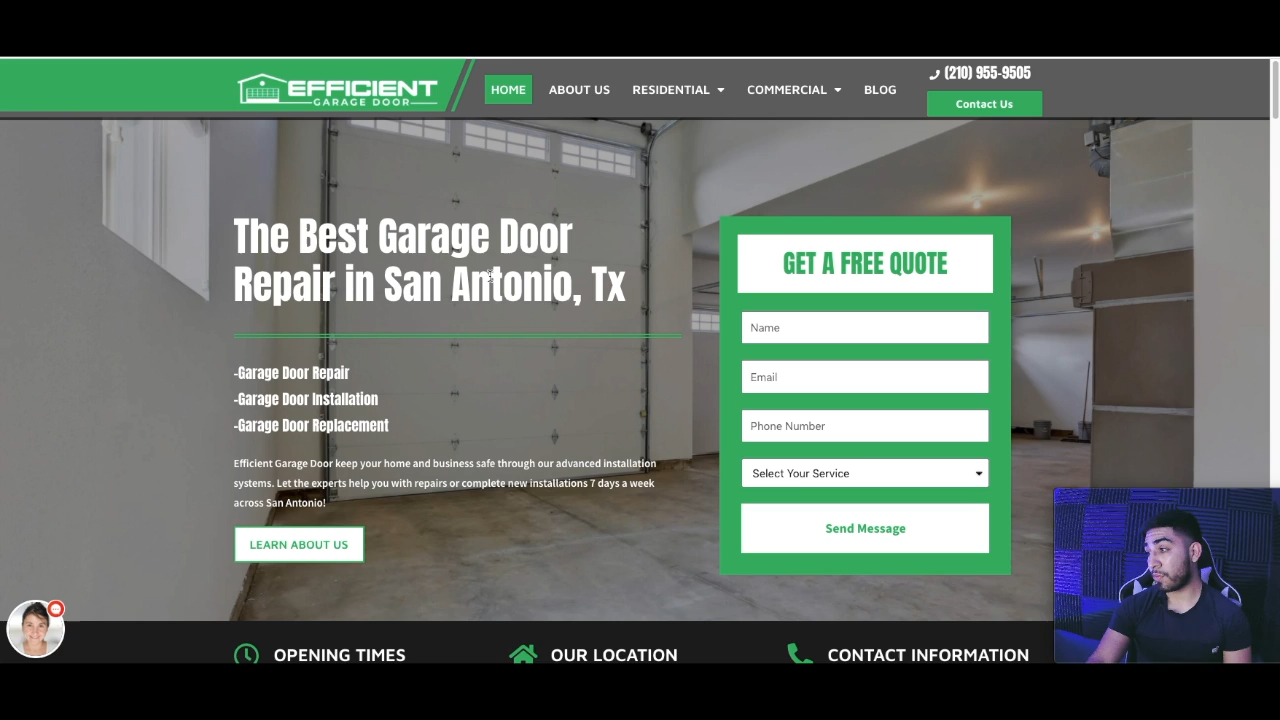 EFFICIENT
GARAGE DOOR
HOME
ABOUT US
RESIDENTIAL
COMMERCIAL
BLOG
(210) 955-9505
Contact Us
The Best Garage Door
Repair in San Antonio, Tx
-Garage Door Repair
-Garage Door Installation
-Garage Door Replacement
Efficient Garage Door keep your home and business safe through our advanced installation
systems. Let the experts help you with repairs or complete new installations 7 days a week
across San Antonio!
LEARN ABOUT US
GET A FREE QUOTE
Name
Email
Phone Number
Select Your Service
Send Message
OPENING TIMES
OUR LOCATION
CONTACT INFORMATION